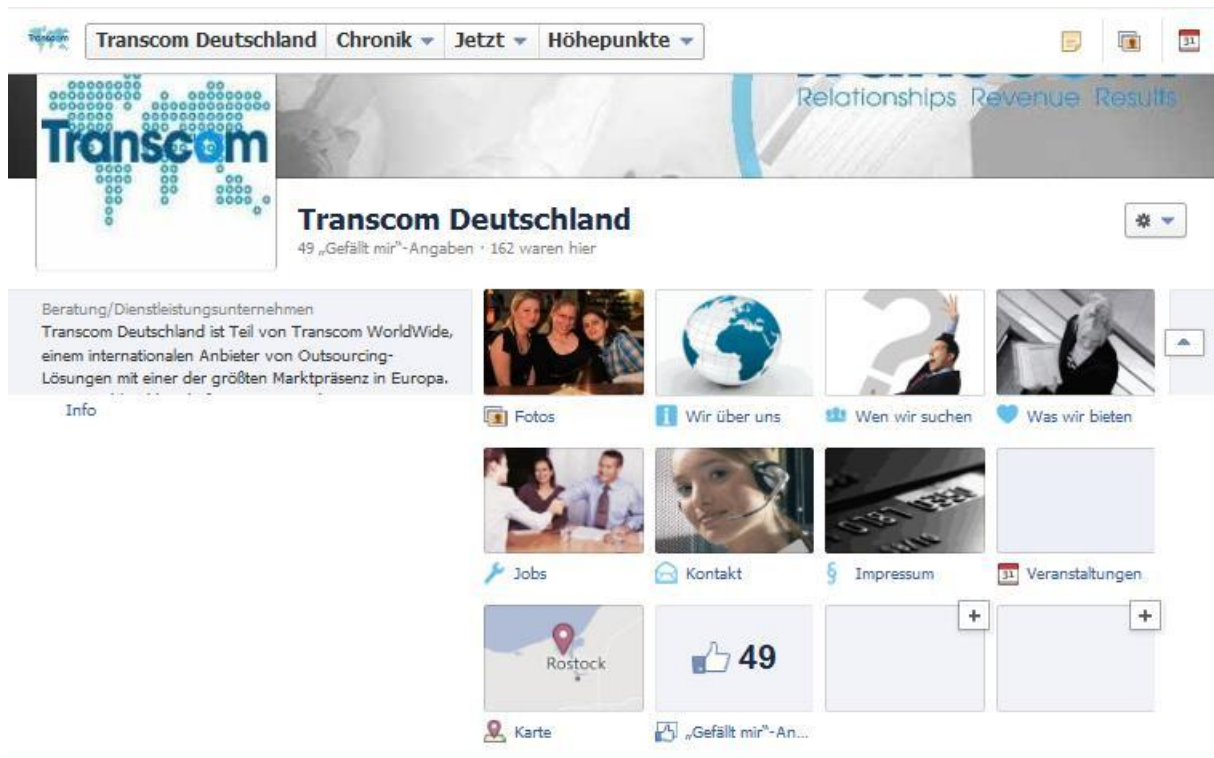 Transcom
Transcom Deutschland Chronik Jetzt Höhepunkte
31
Relationships Revenue Results
Transcom
Transcom Deutschland
49 „Gefällt mir"-Angaben · 162 waren hier
Beratung/Dienstleistungsunternehmen
Transcom Deutschland ist Teil von Transcom WorldWide,
einem internationalen Anbieter von Outsourcing-
Lösungen mit einer der größten Marktpräsenz in Europa.
Info
Fotos
Wir über uns
Wen wir suchen
Was wir bieten
Jobs
Kontakt
§ Impressum
31 Veranstaltungen
Rostock
49
+
+
Karte
„Gefällt mir"-An...